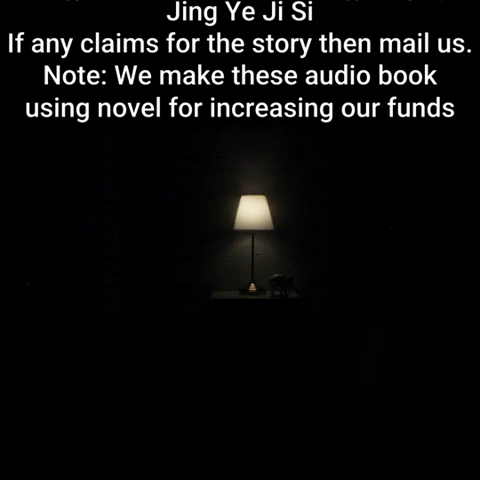 Jing Ye Ji Si
If any claims for the story then mail us.
Note: We make these audio book
using novel for increasing our funds